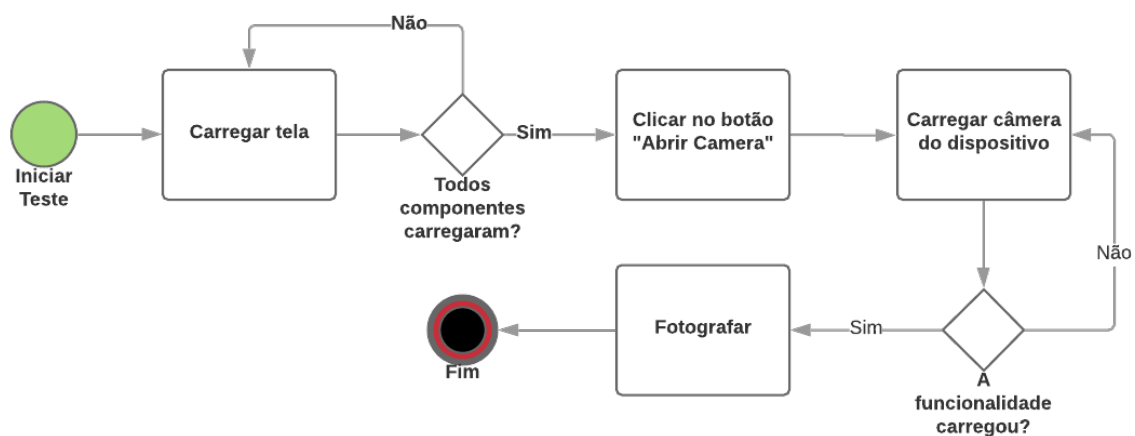 Não
Iniciar
Teste
Carregar tela
Todos
componentes
carregaram?
Sim
Clicar no botão
"Abrir Camera"
Carregar câmera
do dispositivo
Não
A
funcionalidade
carregou?
Sim
Fotografar
Fim